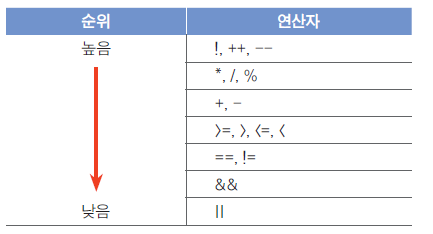 순위 연산자
높음 !, ++, --
*, /, %
+, -
>=, >, <=, <
==, !=
&&
낮음 ||